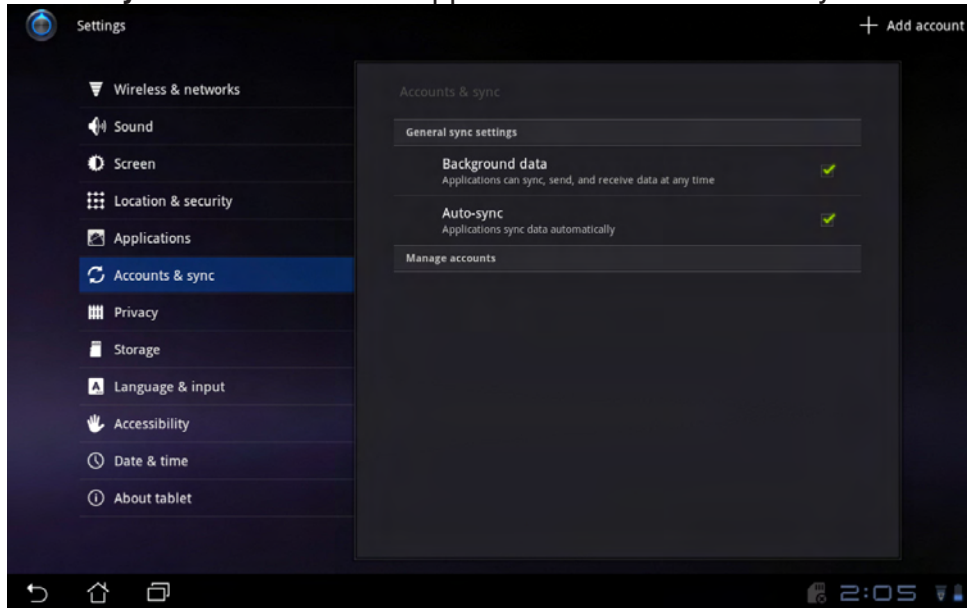 Settings
Add account
Wireless & networks
Sound
Screen
Location & security
Applications
Accounts & sync
Privacy
Storage
Language & input
Accessibility
Date & time
About tablet
Accounts & sync
General sync settings
Background data
Applications can sync, send, and receive data at any time
Auto-sync
Applications sync data automatically
Manage accounts
2:05